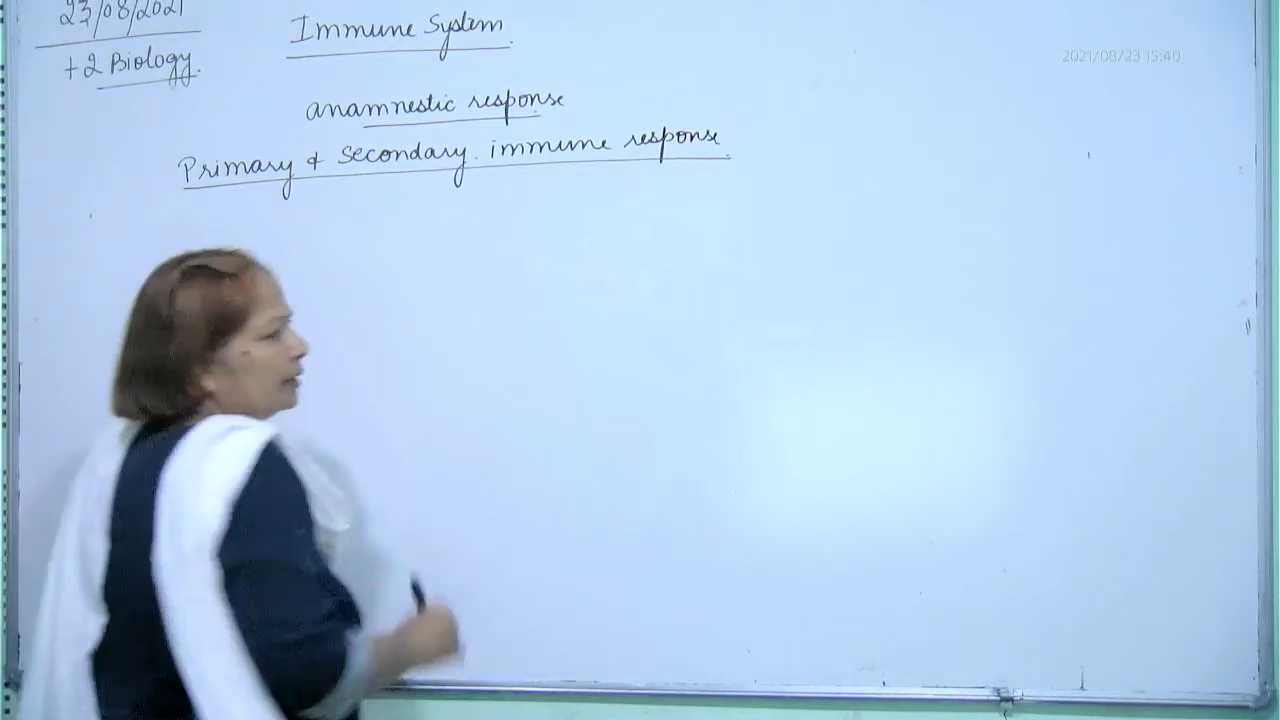 23/08/2021
+2 Biology.
Immune System.
2021/08/23 15:40
anamnestic response
Primary & secondary immune response.